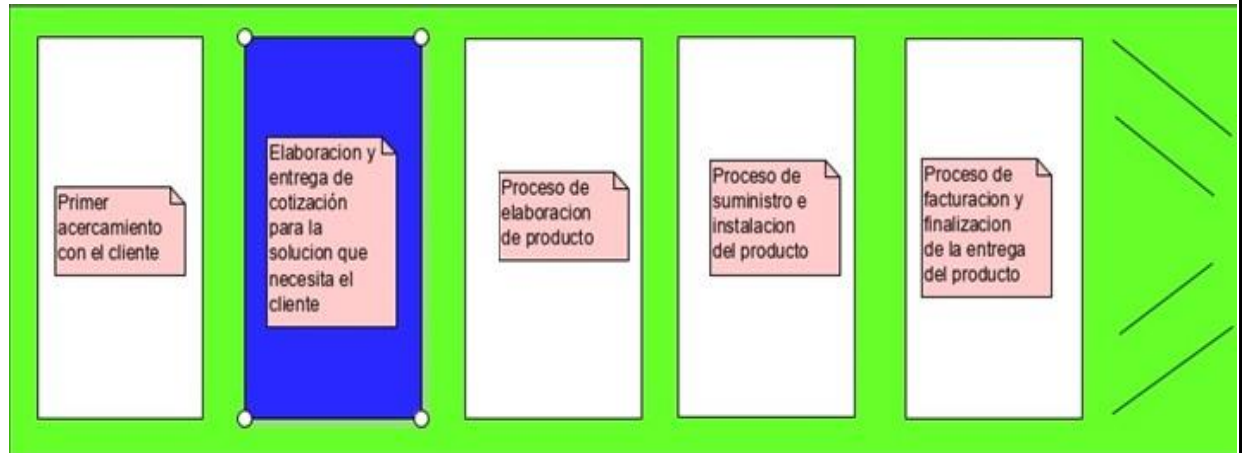 Primer
acercamiento
con el cliente
Elaboracion y
entrega de
cotización
para la
solucion que
necesita el
cliente
Proceso de
elaboracion
de producto
Proceso de
suministro e
instalacion
del producto
Proceso de
facturacion y
finalizacion
de la entrega
del producto